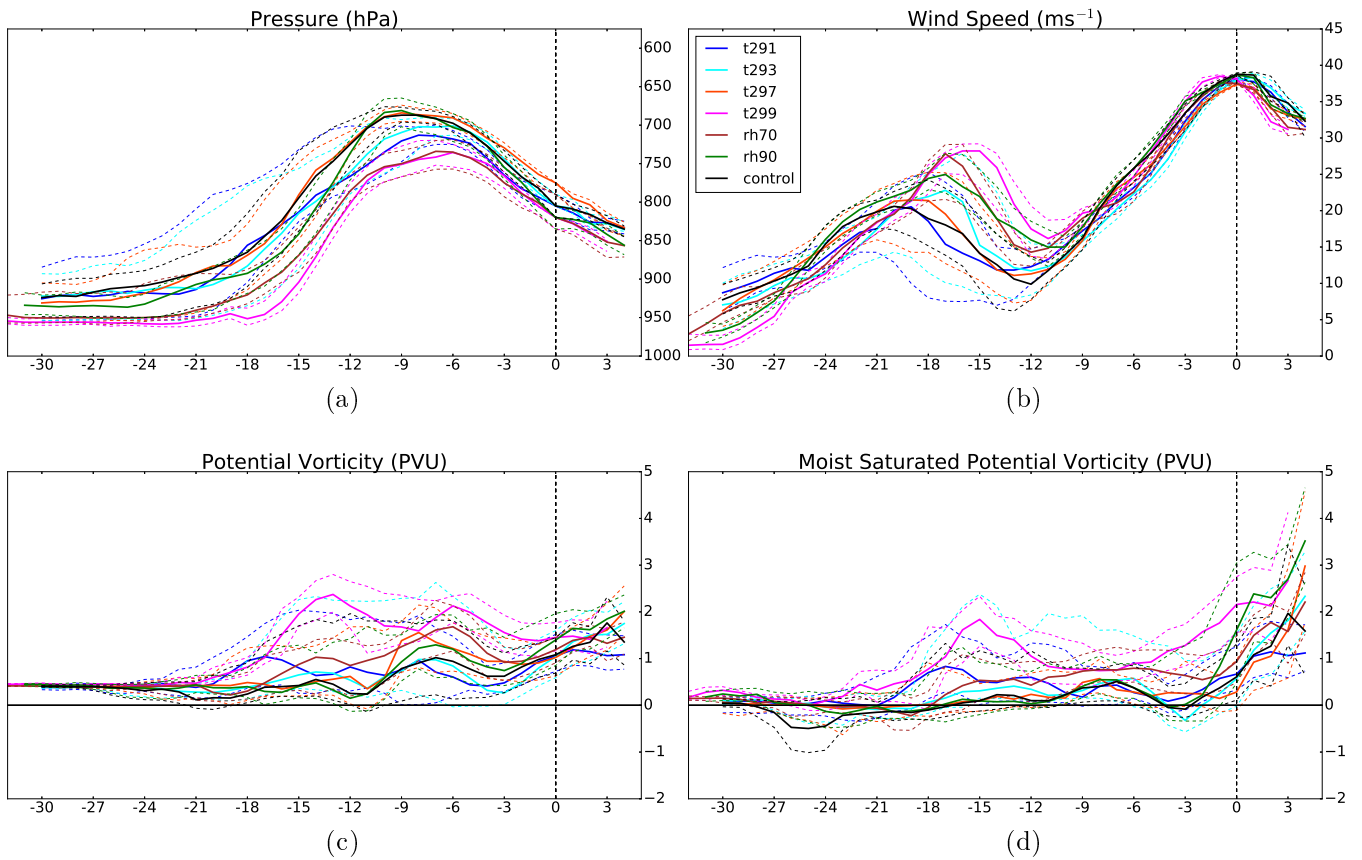 Pressure (hPa)
600
650
700
750
800
850
900
950
1000
-30 -27 -24 -21 -18 -15 -12 -9 -6 -3 0 3
(a)
Wind Speed (ms⁻¹)
t291
t293
t297
t299
rh70
rh90
control
45
40
35
30
25
20
15
10
5
0
-30 -27 -24 -21 -18 -15 -12 -9 -6 -3 0 3
(b)
Potential Vorticity (PVU)
5
4
3
2
1
0
−1
−2
-30 -27 -24 -21 -18 -15 -12 -9 -6 -3 0 3
(c)
Moist Saturated Potential Vorticity (PVU)
5
4
3
2
1
0
−1
−2
-30 -27 -24 -21 -18 -15 -12 -9 -6 -3 0 3
(d)